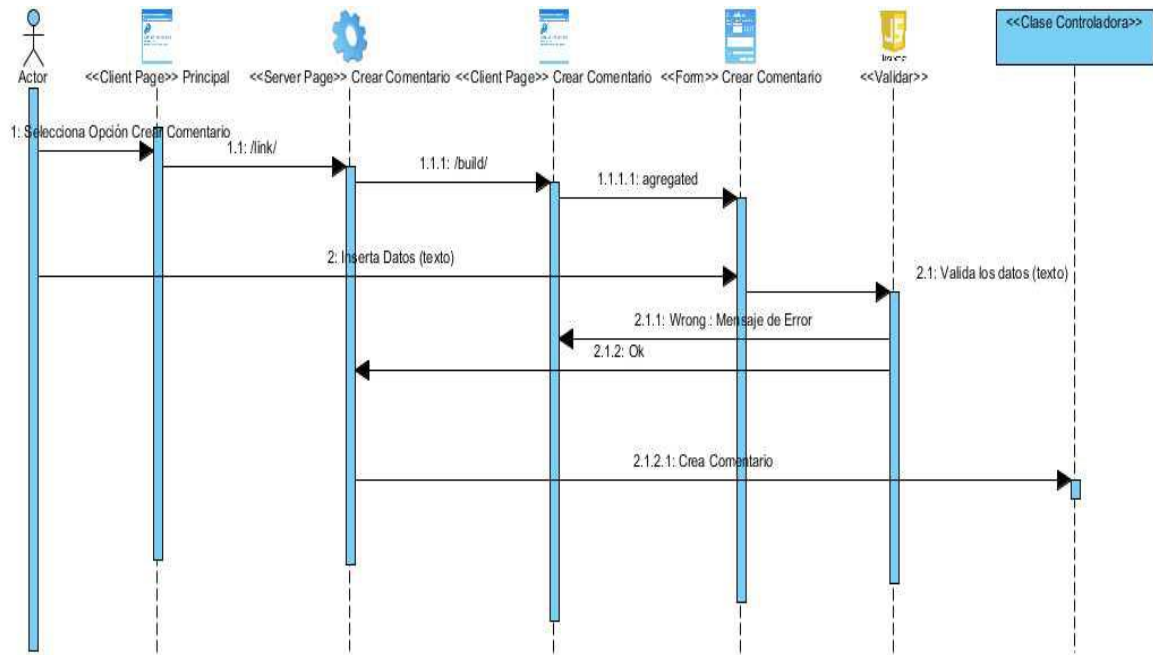 <<Clase Controladora>>
JS
Actor
<<Client Page>> Principal
<<Server Page>> Crear Comentario
<<Client Page>> Crear Comentario
<<Form>> Crear Comentario
<<Validar>>
1: Selecciona Opción Crear Comentario
1.1: /link/
1.1.1: /build/
1.1.1.1: agregated
2: Inserta Datos (texto)
2.1: Valida los datos (texto)
2.1.1: Wrong : Mensaje de Error
2.1.2: Ok
2.1.2.1: Crea Comentario